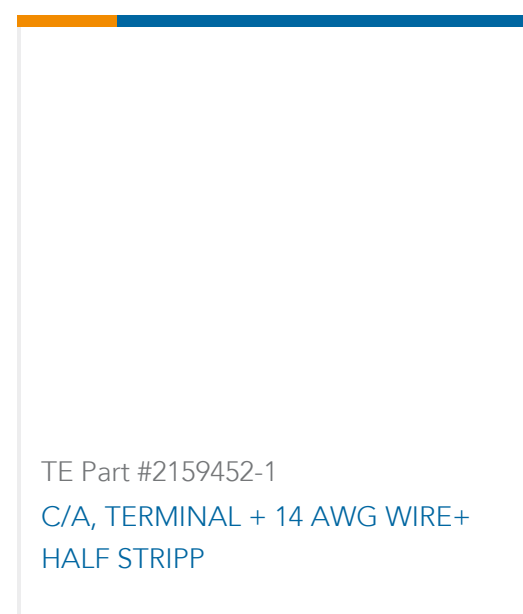 TE Part #2159452-1
C/A, TERMINAL + 14 AWG WIRE+
HALF STRIPP